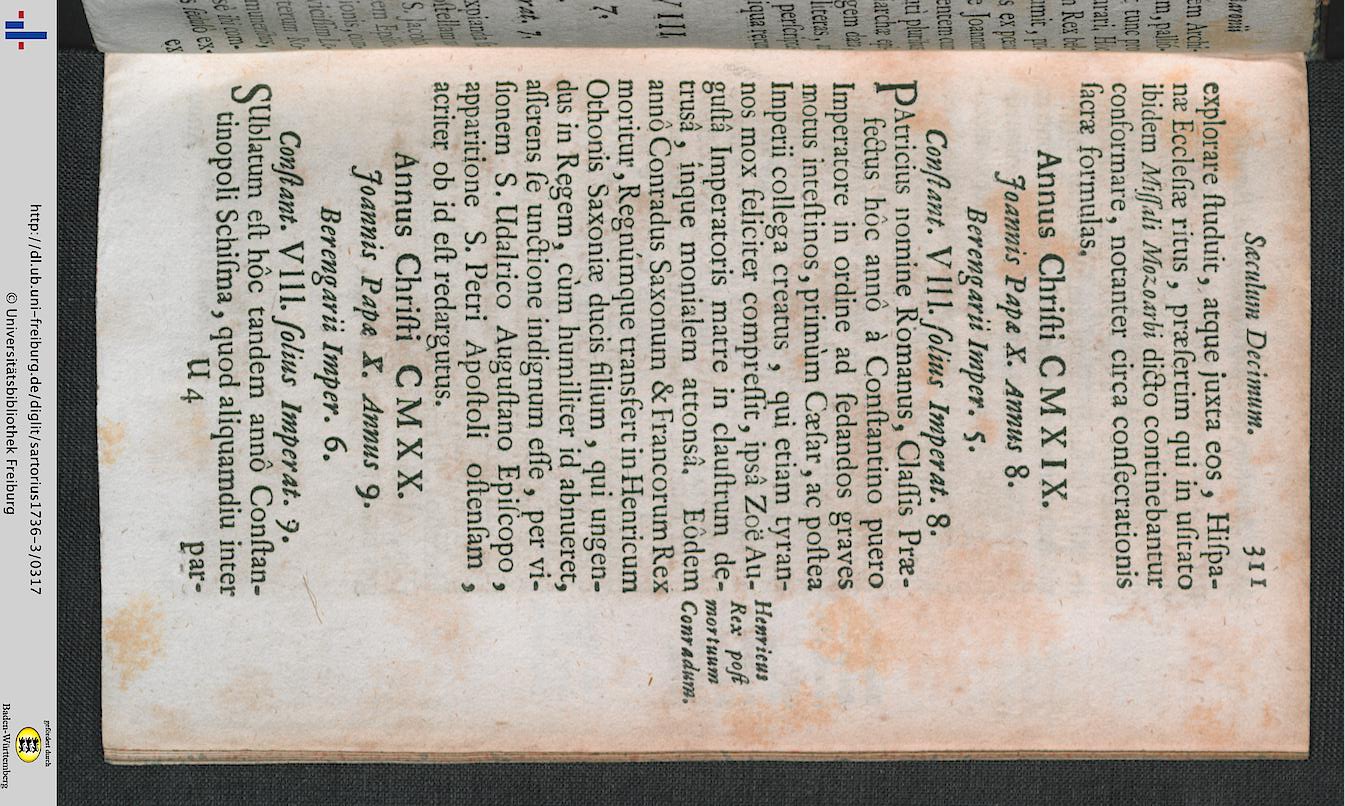 Sæculum Decimum. 311
explorare ſtuduit, atque juxta eos, Hiſpa-
næ Eccleſiæ ritus, præſertim qui in uſitato
ibidem Miſſali Mozoarbi dicto continebantur
conformare, notanter circa conſecrationis
ſacræ formulas.
Annus Chriſti CMXIX.
Joannis Papæ X. Annus 8.
Berengarii Imper. 5.
Conſtant. VIII. ſolius Imperat. 8.
PAtricius nomine Romanus, Claſſis Præ-
fectus hôc annô à Conſtantino puero
Imperatore in ordine ad ſedandos graves
motus inteſtinos, primùm Cæſar, ac poſtea
Imperii collega creatus, qui etiam tyran-
nos mox feliciter compreſſit, ipsâ Zoë Au-
guſtâ Imperatoris matre in clauſtrum de-
trusâ, inque monialem attonsâ. Eôdem
annô Conradus Saxonum & Francorum Rex
moritur, Regnúmque transfert in Henricum
Othonis Saxoniæ ducis filium, qui ungen-
dus in Regem, cùm humiliter id abnueret,
aſſerens ſe unctione indignum eſſe, per vi-
ſionem S. Udalrico Auguſtano Epiſcopo,
apparitione S. Petri Apoſtoli oſtenſam,
acriter ob id eſt redargutus.
Henricus
Rex poſt
mortuum
Conradum.
Annus Chriſti CMXX.
Joannis Papæ X. Annus 9.
Berengarii Imper. 6.
Conſtant. VIII. ſolius Imperat. 9.
SUblatum eſt hôc tandem annô Conſtan-
tinopoli Schiſma, quod aliquamdiu inter
U 4 par-
http://dl.ub.uni-freiburg.de/diglit/sartorius1736-3/0317
© Universitätsbibliothek Freiburg
gefördert durch
Baden-Württemberg